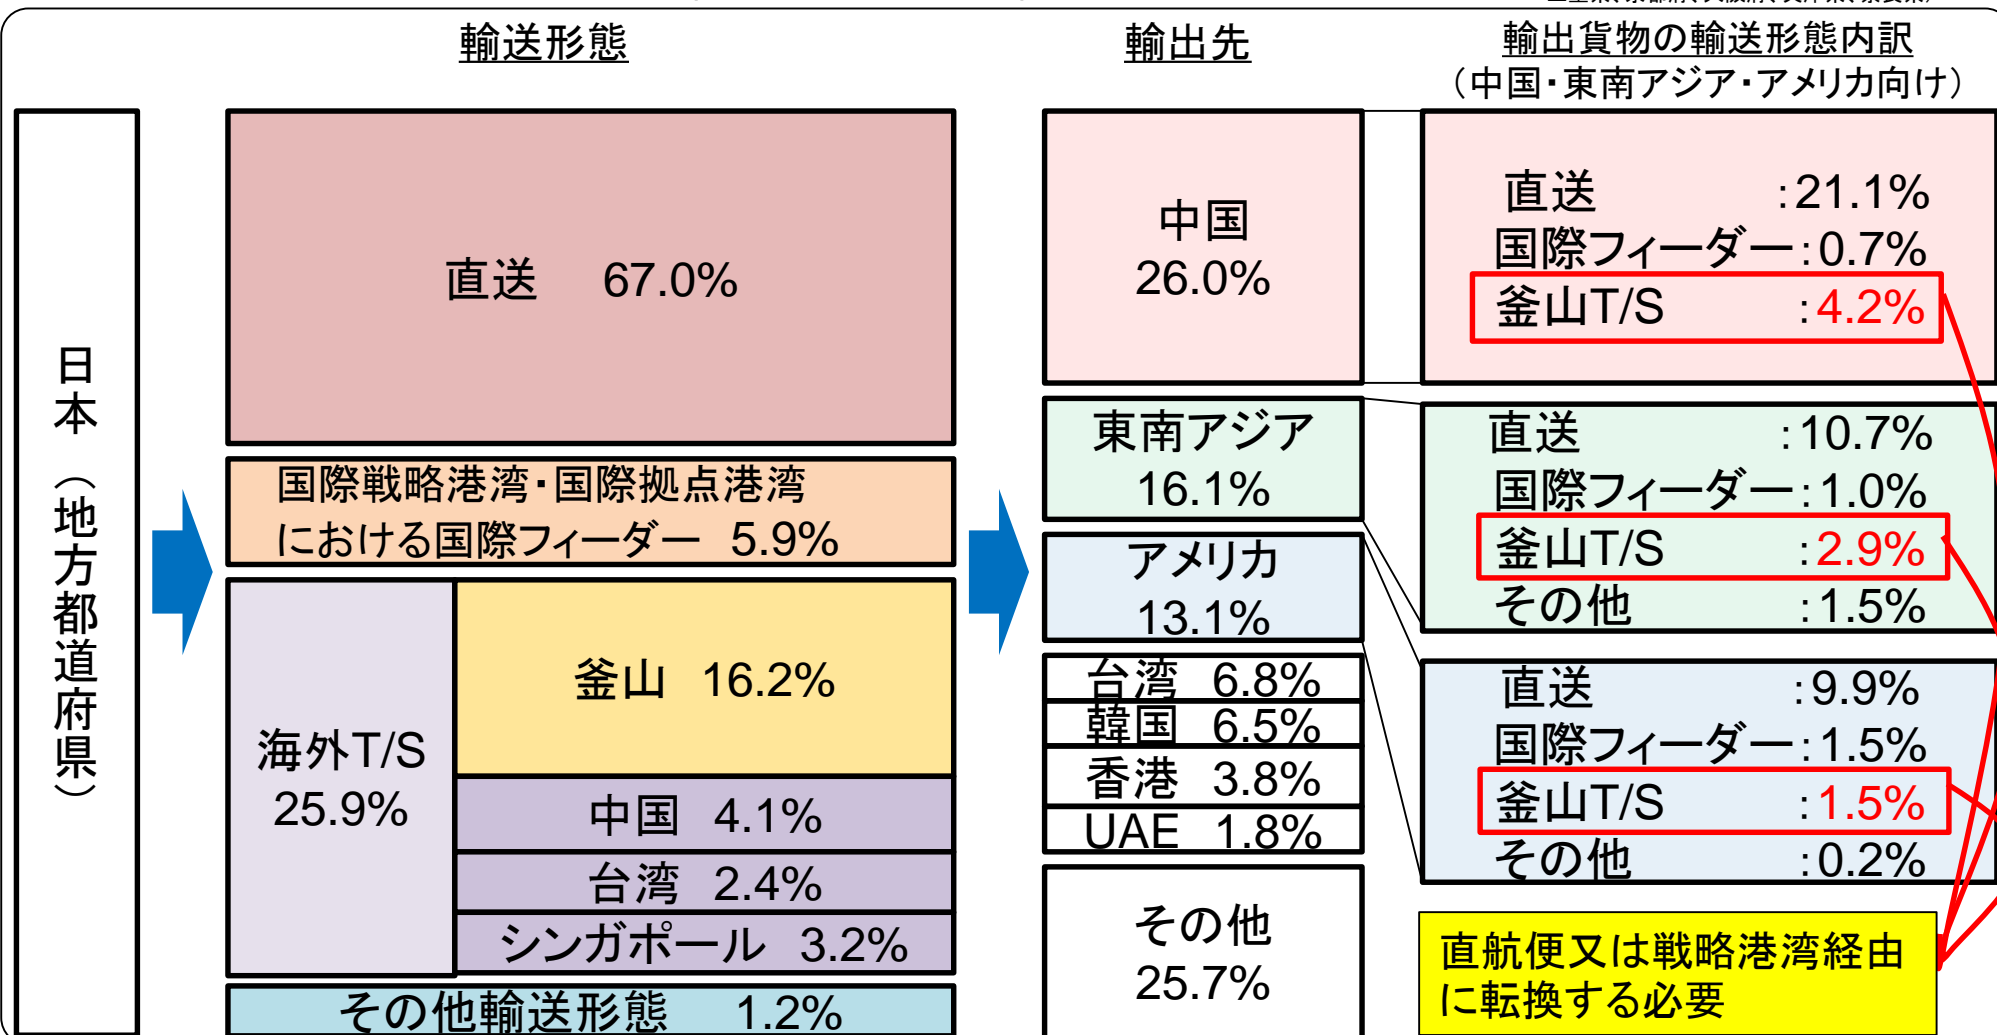 輸送形態
輸出先
輸出貨物の輸送形態内訳
（中国・東南アジア・アメリカ向け）
日本（地方都道府県）
直送 67.0%
国際戦略港湾・国際拠点港湾
における国際フィーダー 5.9%
海外T/S
25.9%
釜山 16.2%
中国 4.1%
台湾 2.4%
シンガポール 3.2%
その他輸送形態 1.2%
中国
26.0%
東南アジア
16.1%
アメリカ
13.1%
台湾 6.8%
韓国 6.5%
香港 3.8%
UAE 1.8%
その他
25.7%
直送 :21.1%
国際フィーダー:0.7%
釜山T/S :4.2%
直送 :10.7%
国際フィーダー:1.0%
釜山T/S :2.9%
その他 :1.5%
直送 :9.9%
国際フィーダー:1.5%
釜山T/S :1.5%
その他 :0.2%
直航便又は戦略港湾経由
に転換する必要